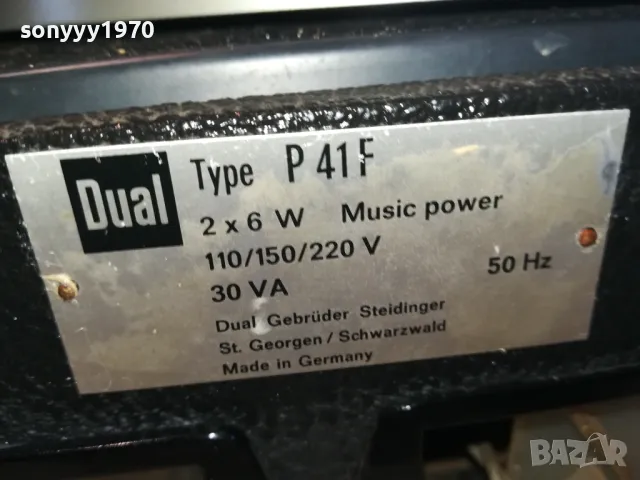 sonyyy1970
Dual Type P 41 F
2 x 6 W Music power
110/150/220 V
50 Hz
30 VA
Dual Gebrüder Steidinger
St. Georgen / Schwarzwald
Made in Germany
bazar